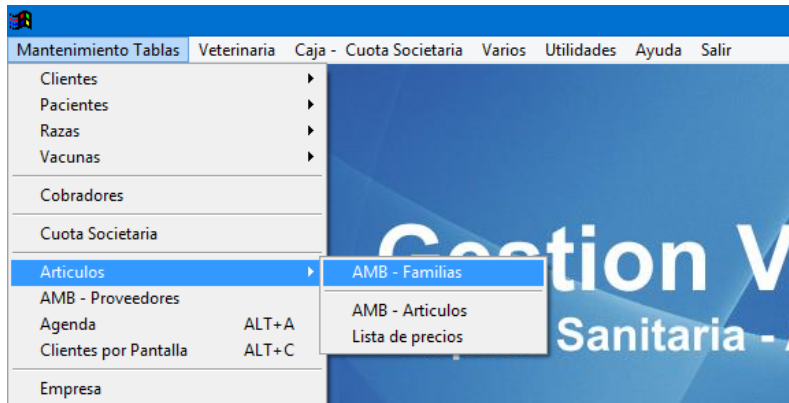 Mantenimiento Tablas Veterinaria Caja - Cuota Societaria Varios Utilidades Ayuda Salir
Clientes
Pacientes
Razas
Vacunas
Cobradores
Cuota Societaria
Articulos
AMB - Proveedores
Agenda ALT+A
Clientes por Pantalla ALT+C
Empresa
AMB - Familias
AMB - Articulos
Lista de precios
Gestion V
Sanitaria -